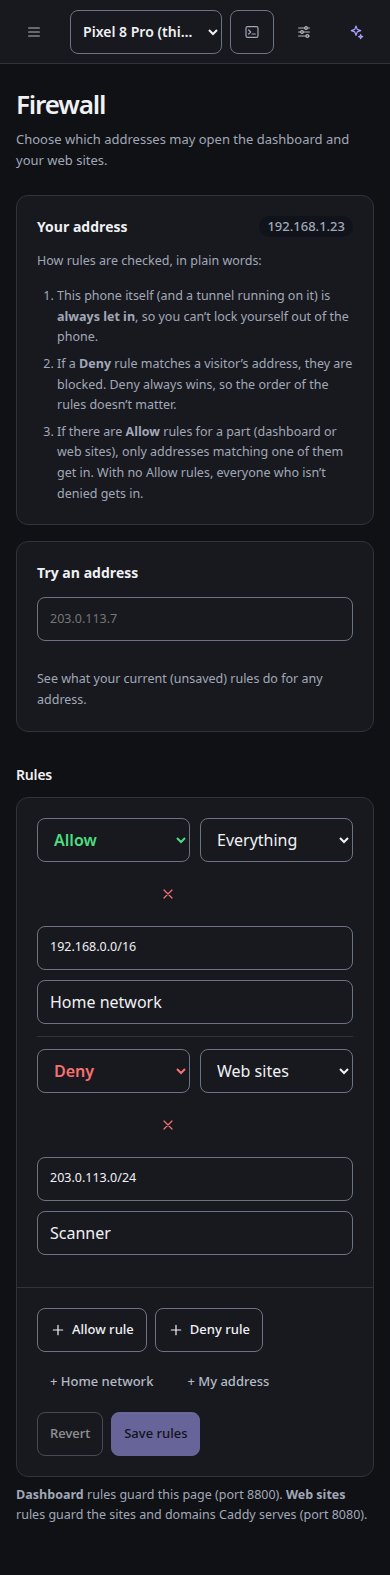 Pixel 8 Pro (thi...
Firewall
Choose which addresses may open the dashboard and
your web sites.
Your address
192.168.1.23
How rules are checked, in plain words:
1. This phone itself (and a tunnel running on it) is
always let in, so you can't lock yourself out of the
phone.
2. If a Deny rule matches a visitor's address, they are
blocked. Deny always wins, so the order of the
rules doesn't matter.
3. If there are Allow rules for a part (dashboard or
web sites), only addresses matching one of them
get in. With no Allow rules, everyone who isn't
denied gets in.
Try an address
203.0.113.7
See what your current (unsaved) rules do for any
address.
Rules
Allow
Everything
192.168.0.0/16
Home network
Deny
Web sites
203.0.113.0/24
Scanner
+ Allow rule
+ Deny rule
+ Home network
+ My address
Revert
Save rules
Dashboard rules guard this page (port 8800). Web sites
rules guard the sites and domains Caddy serves (port 8080).